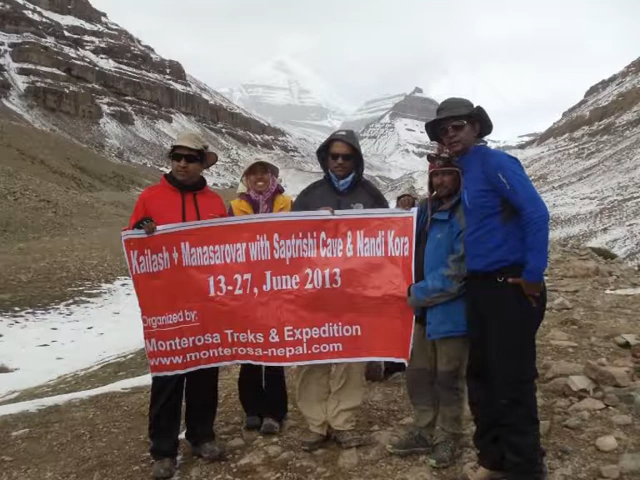 Kailash + Manasarovar with Saptrishi Cave & Nandi Kora
13-27, June 2013
Organized by:
Monterosa Treks & Expedition
www.monterosa-nepal.com